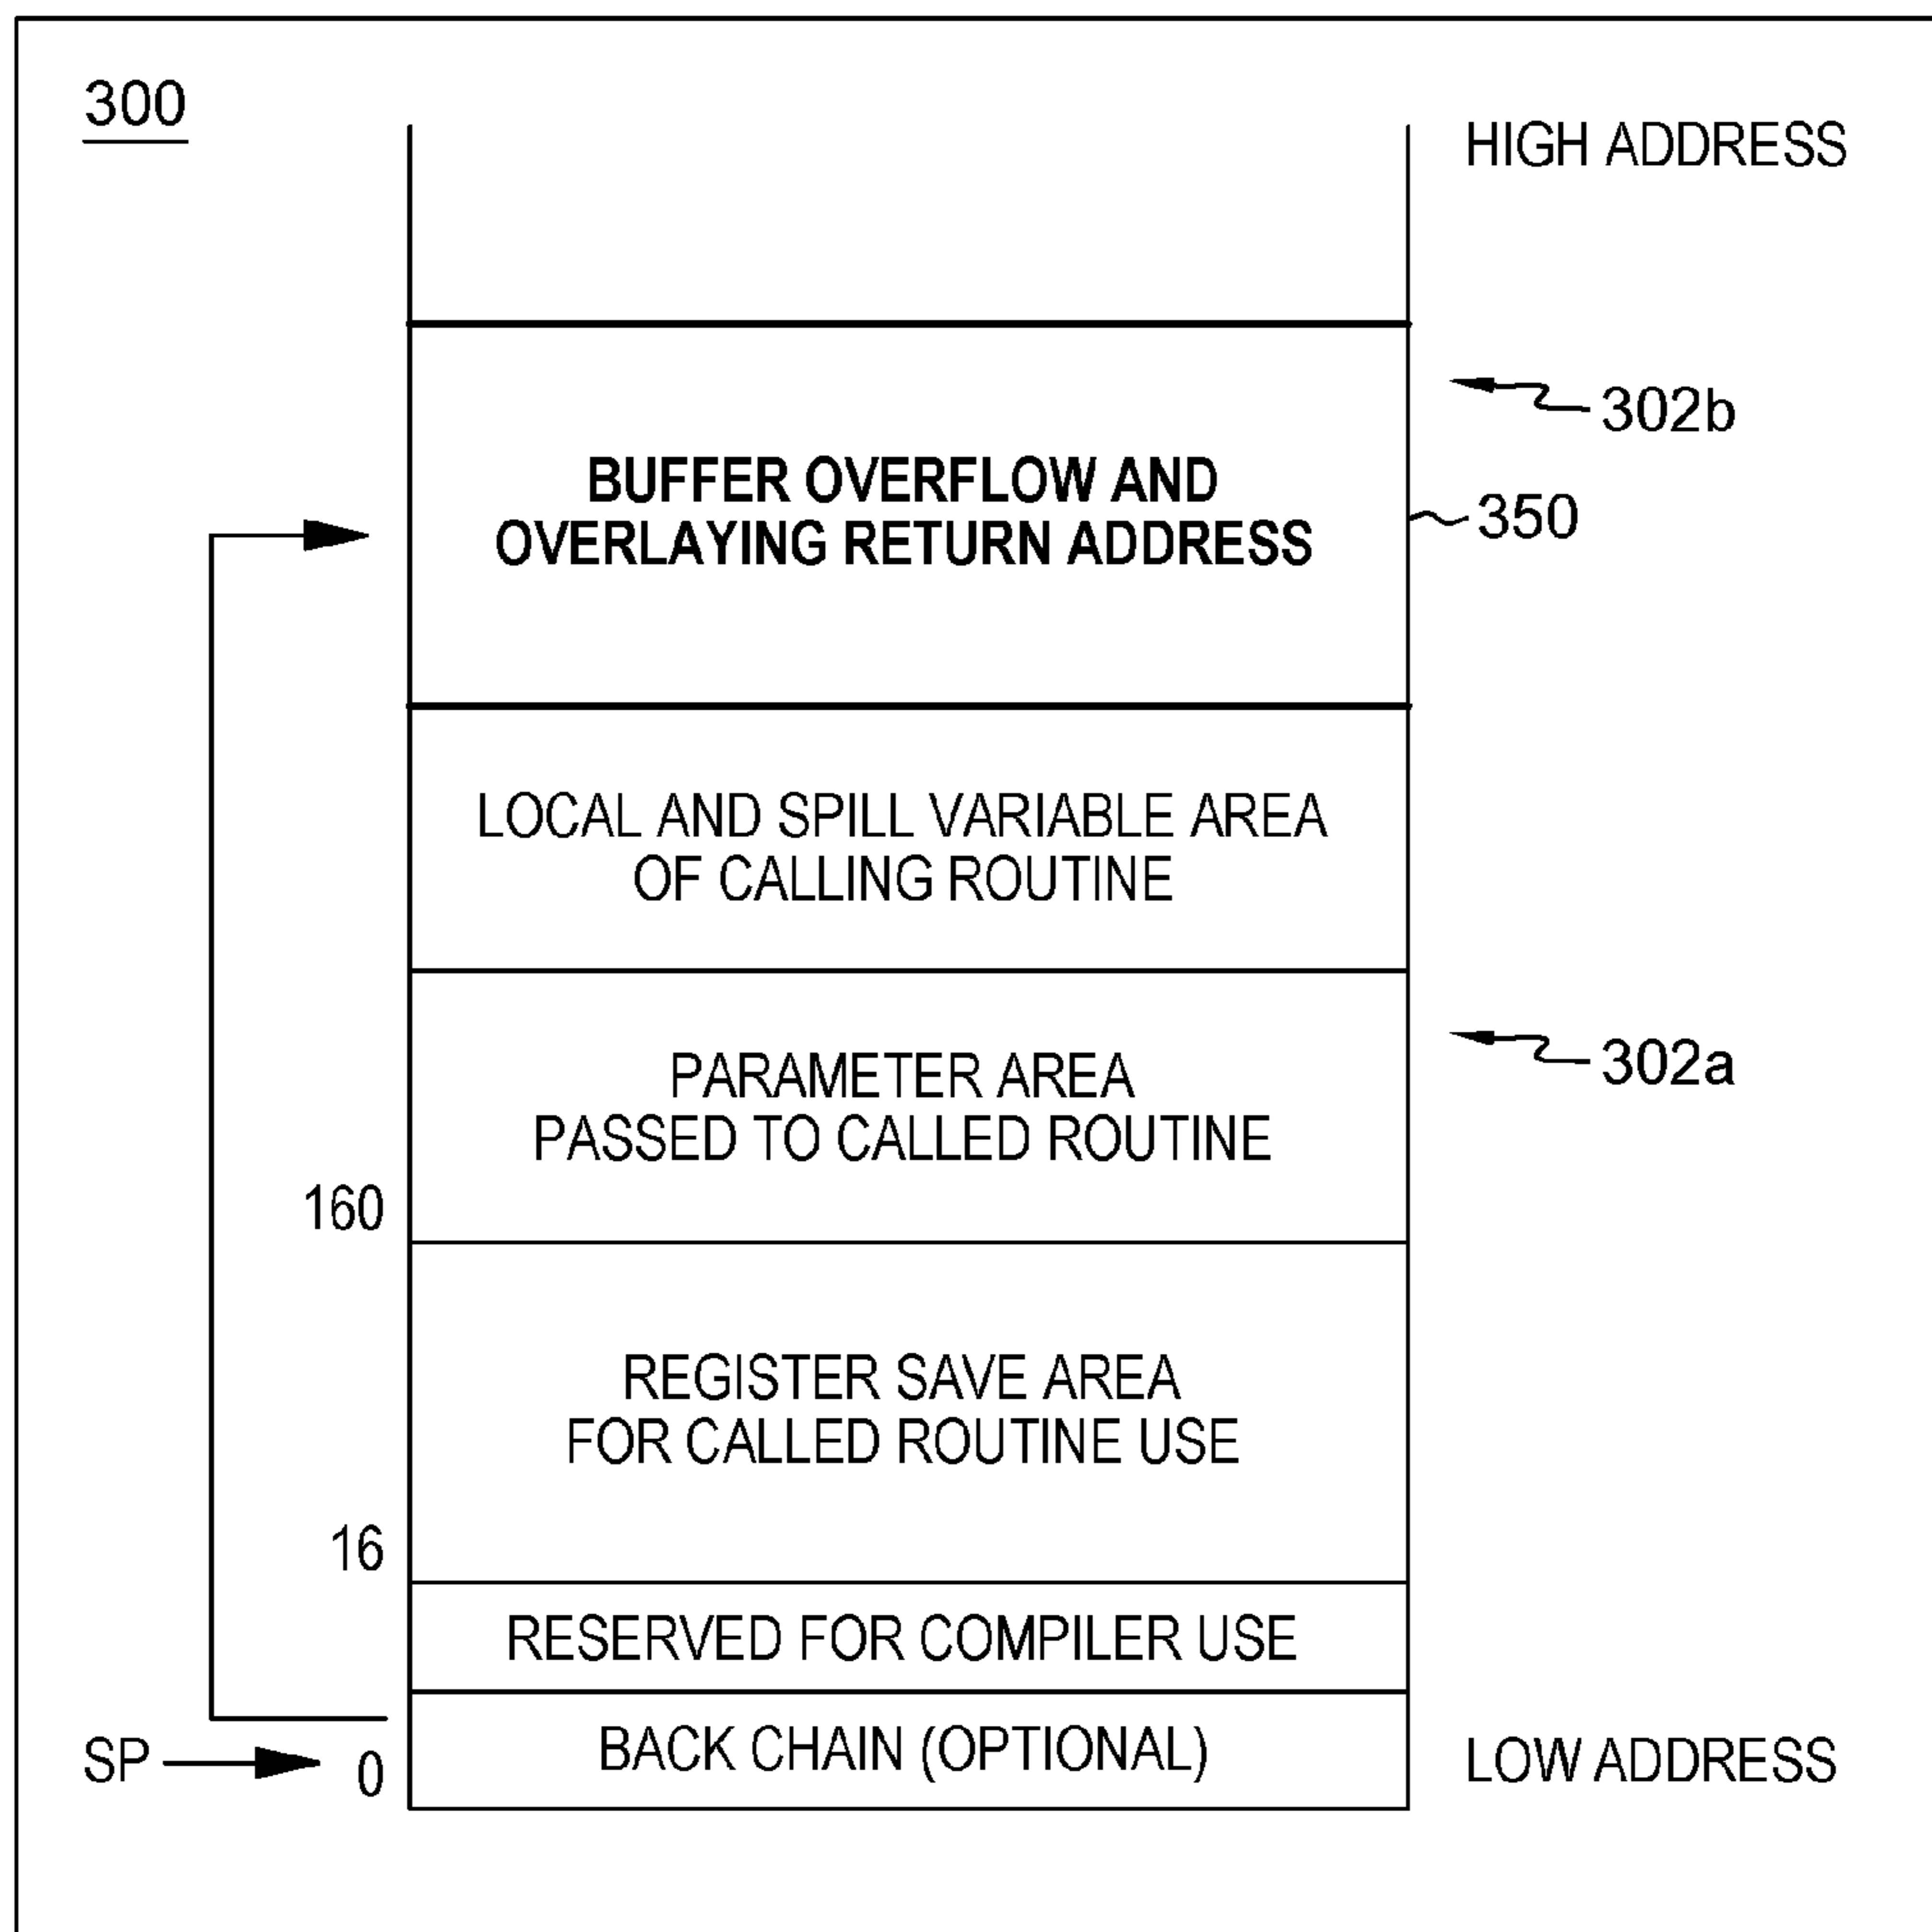 300
HIGH ADDRESS
302b
BUFFER OVERFLOW AND
OVERLAYING RETURN ADDRESS
350
LOCAL AND SPILL VARIABLE AREA
OF CALLING ROUTINE
302a
PARAMETER AREA
PASSED TO CALLED ROUTINE
160
REGISTER SAVE AREA
FOR CALLED ROUTINE USE
16
RESERVED FOR COMPILER USE
SP
0
BACK CHAIN (OPTIONAL)
LOW ADDRESS